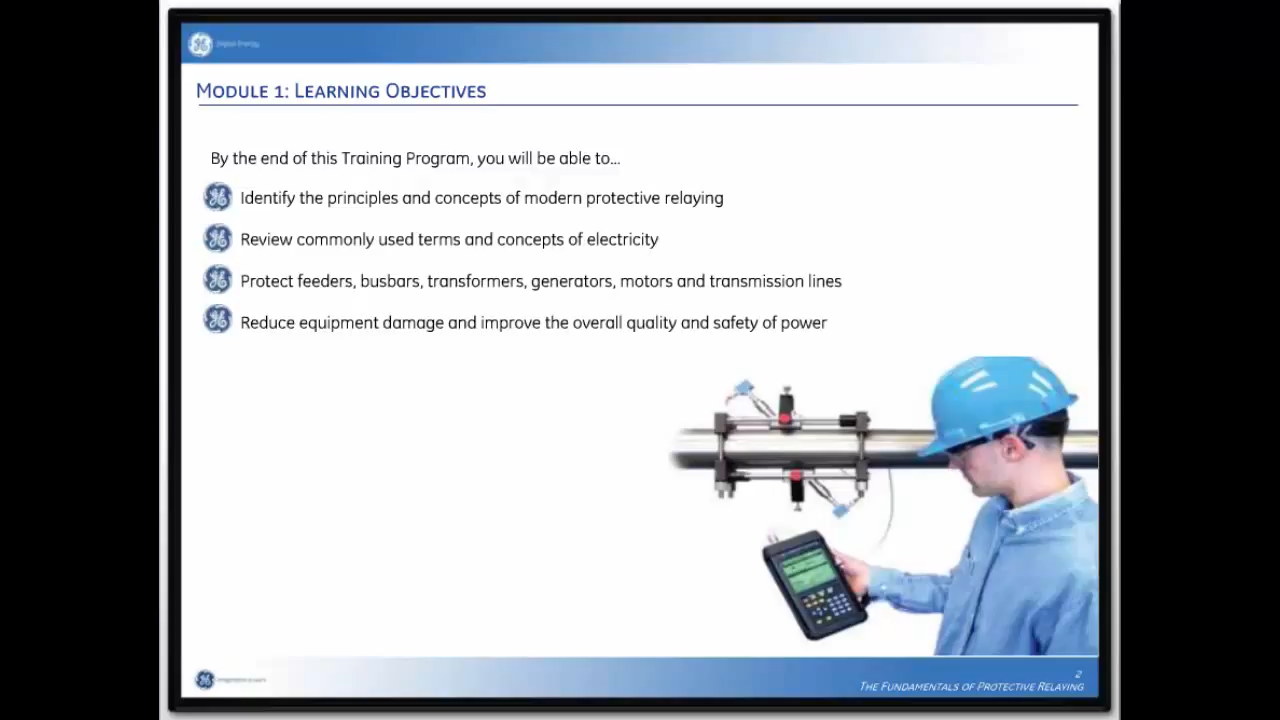 Digital Energy
MODULE 1: LEARNING OBJECTIVES
By the end of this Training Program, you will be able to...
Identify the principles and concepts of modern protective relaying
Review commonly used terms and concepts of electricity
Protect feeders, busbars, transformers, generators, motors and transmission lines
Reduce equipment damage and improve the overall quality and safety of power
2
THE FUNDAMENTALS OF PROTECTIVE RELAYING